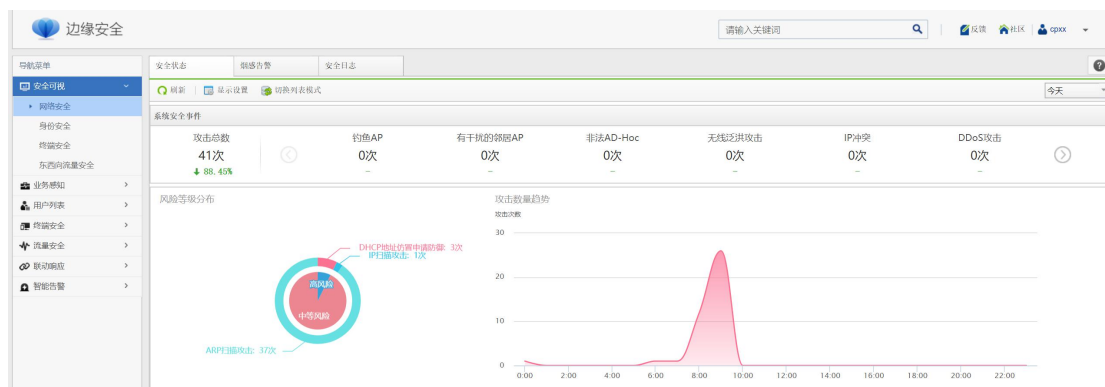 边缘安全
请输入关键词
反馈 社区 cpxx
导航菜单
安全可视
网络安全
身份安全
终端安全
东西向流量安全
业务感知
用户列表
终端安全
流量安全
联动响应
智能告警
安全状态 烟感告警 安全日志
刷新 显示设置 切换列表模式 今天
系统安全事件
攻击总数 钓鱼AP 有干扰的邻居AP 非法AD-Hoc 无线泛洪攻击 IP冲突 DDoS攻击
41次 0次 0次 0次 0次 0次 0次
88.45% – – – – – –
风险等级分布
DHCP地址仿冒申请防御: 3次
IP扫描攻击: 1次
高风险
中等风险
ARP扫描攻击: 37次
攻击数量趋势
攻击次数
30
20
10
0
0:00 2:00 4:00 6:00 8:00 10:00 12:00 14:00 16:00 18:00 20:00 22:00